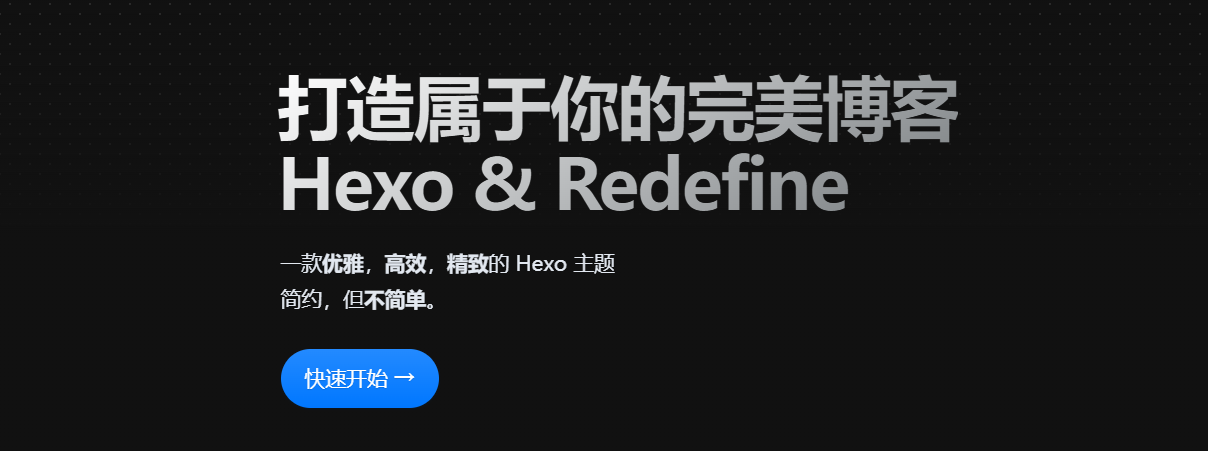 打造属于你的完美博客
Hexo & Redefine
一款优雅，高效，精致的 Hexo 主题
简约，但不简单。
快速开始 →